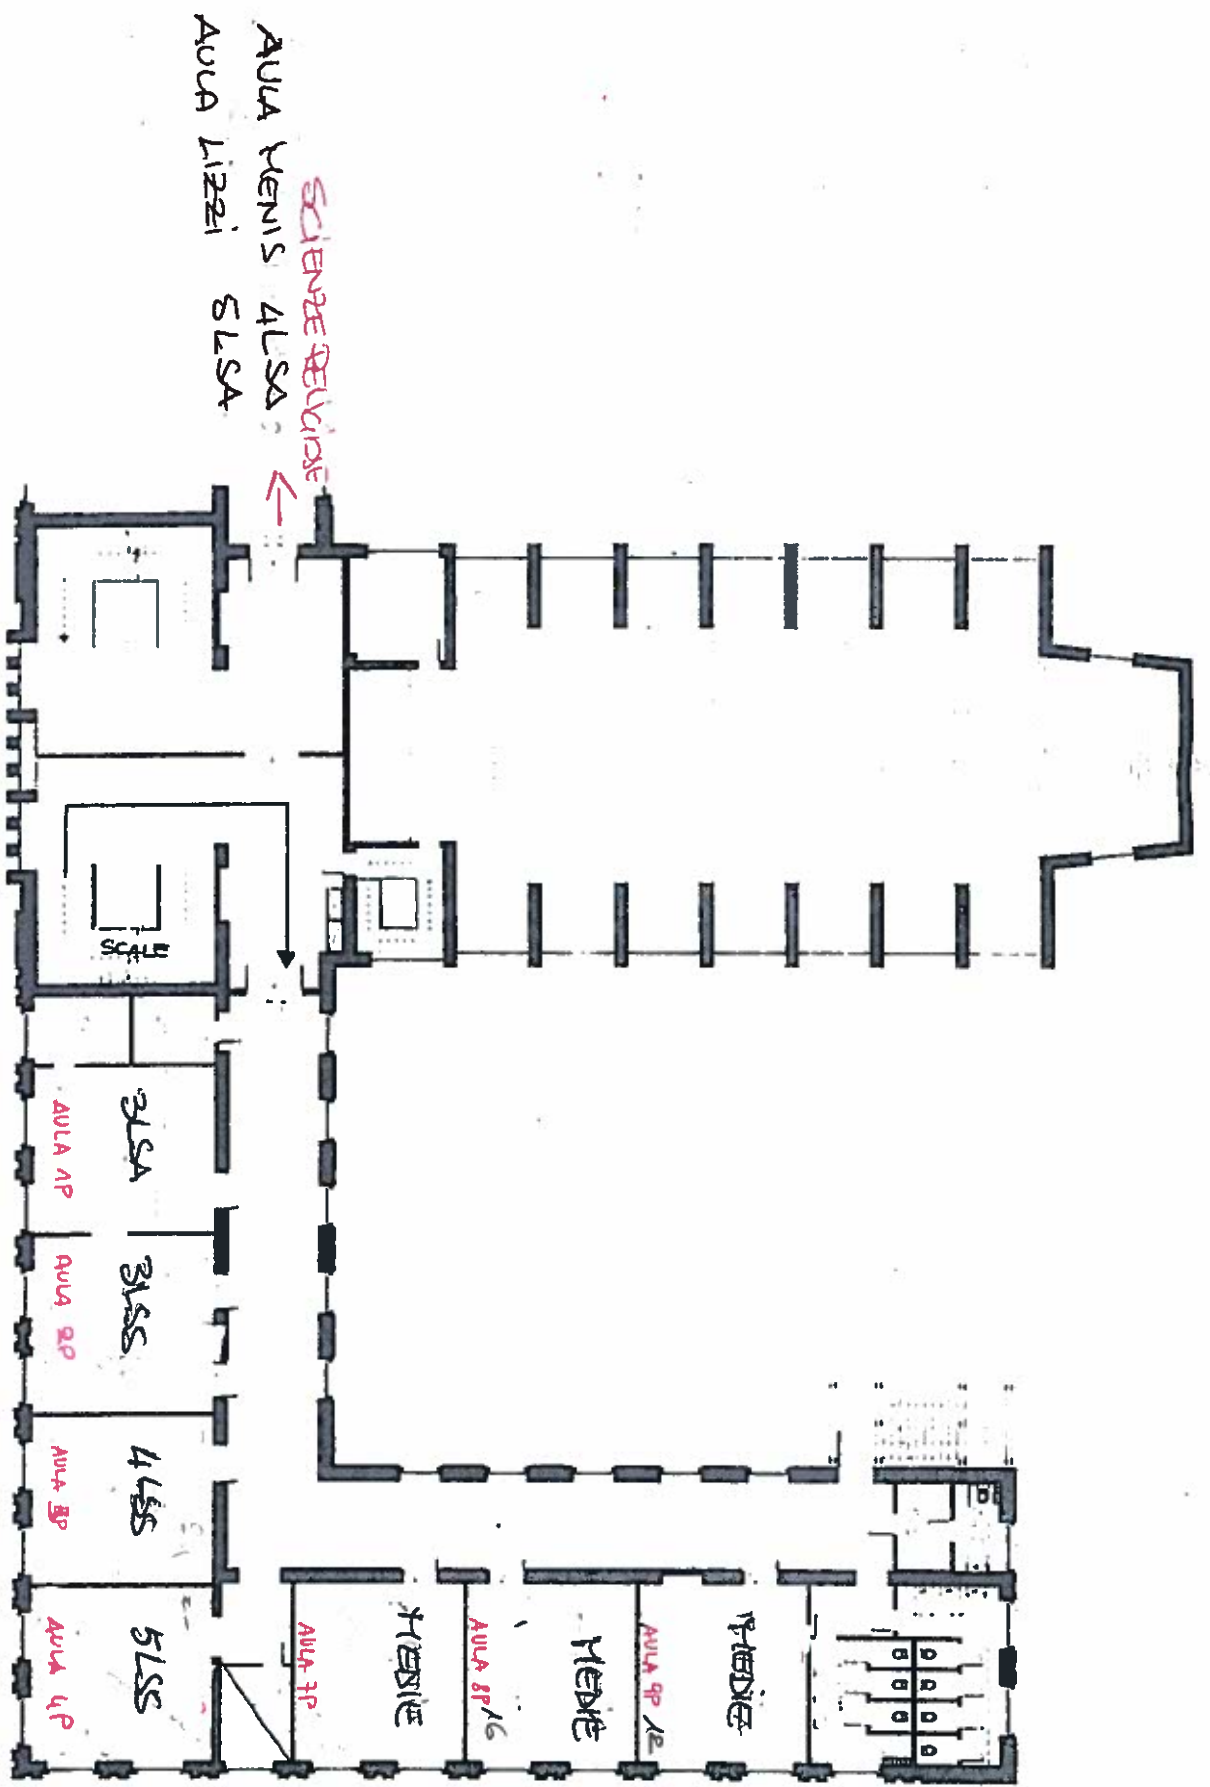 SCIENZE RELIGIOSE
AULA MENIS 4LSA
AULA LIZZI 5LSA
SCALE
3LSA
AULA 1P
3LSS
AULA 2P
4LSS
AULA 3P
5LSS
AULA 4P
MEDIE
AULA 7P
MEDIE
AULA 8P 16
MEDIE
AULA 9P 12